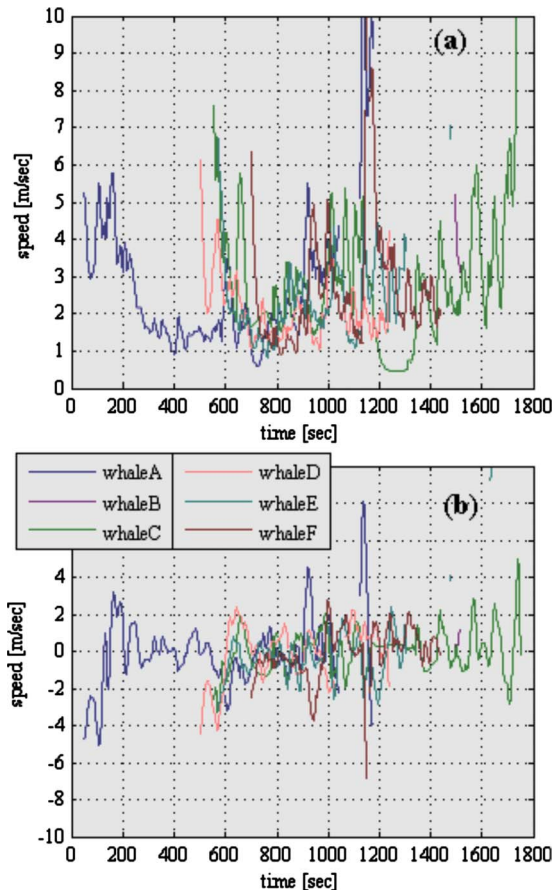 (a)
10
9
8
7
6
5
4
3
2
1
0
speed [m/sec]
0 200 400 600 800 1000 1200 1400 1600 1800
time [sec]
whaleA whaleD
whaleB whaleE
whaleC whaleF
(b)
4
2
0
-2
-4
-6
-8
-10
speed [m/sec]
0 200 400 600 800 1000 1200 1400 1600 1800
time [sec]